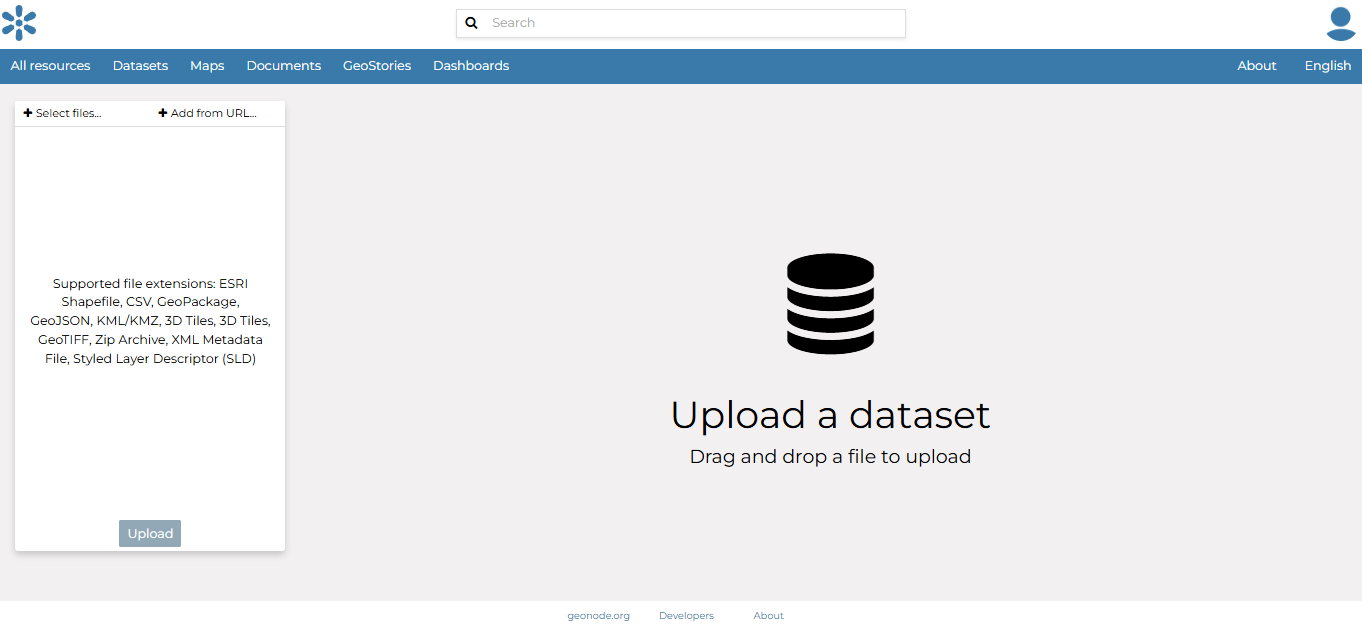 Search
All resources Datasets Maps Documents GeoStories Dashboards About English
Select files... Add from URL...
Supported file extensions: ESRI
Shapefile, CSV, GeoPackage,
GeoJSON, KML/KMZ, 3D Tiles, 3D Tiles,
GeoTIFF, Zip Archive, XML Metadata
File, Styled Layer Descriptor (SLD)
Upload
Upload a dataset
Drag and drop a file to upload
geonode.org Developers About